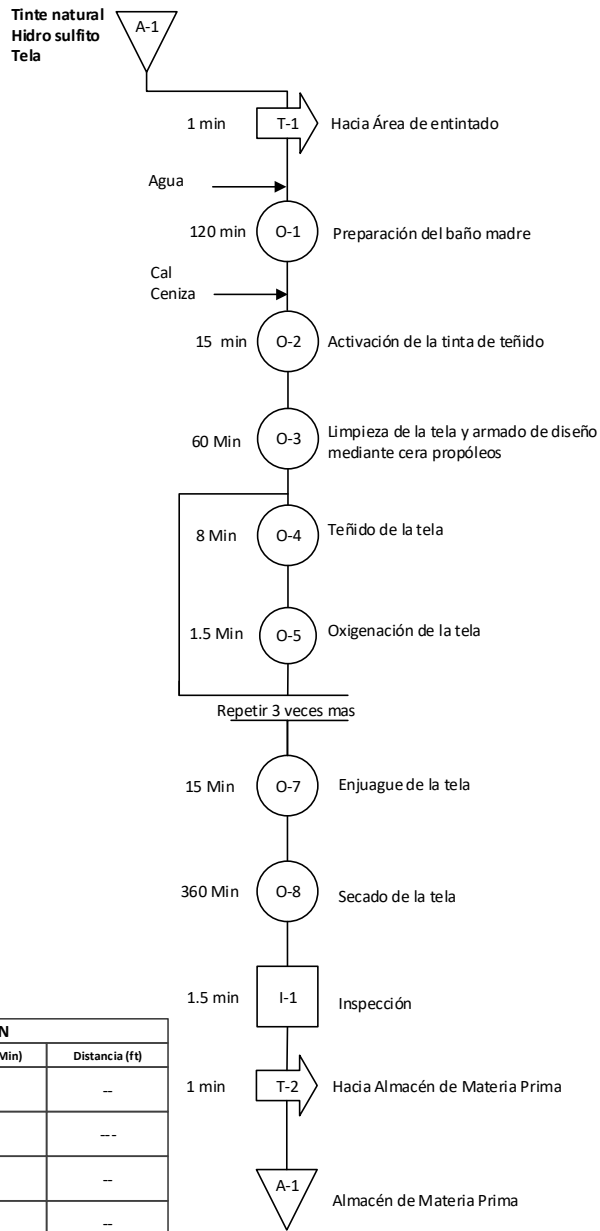 Tinte natural
Hidro sulfito
Tela
A-1
1 min T-1 Hacia Área de entintado
Agua
120 min O-1 Preparación del baño madre
Cal
Ceniza
15 min O-2 Activación de la tinta de teñido
60 Min O-3 Limpieza de la tela y armado de diseño
mediante cera propóleos
8 Min O-4 Teñido de la tela
1.5 Min O-5 Oxigenación de la tela
Repetir 3 veces mas
15 Min O-7 Enjuague de la tela
360 Min O-8 Secado de la tela
1.5 min I-1 Inspección
N
Min) Distancia (ft)
--
1 min T-2 Hacia Almacén de Materia Prima
---
--
A-1 Almacén de Materia Prima
--